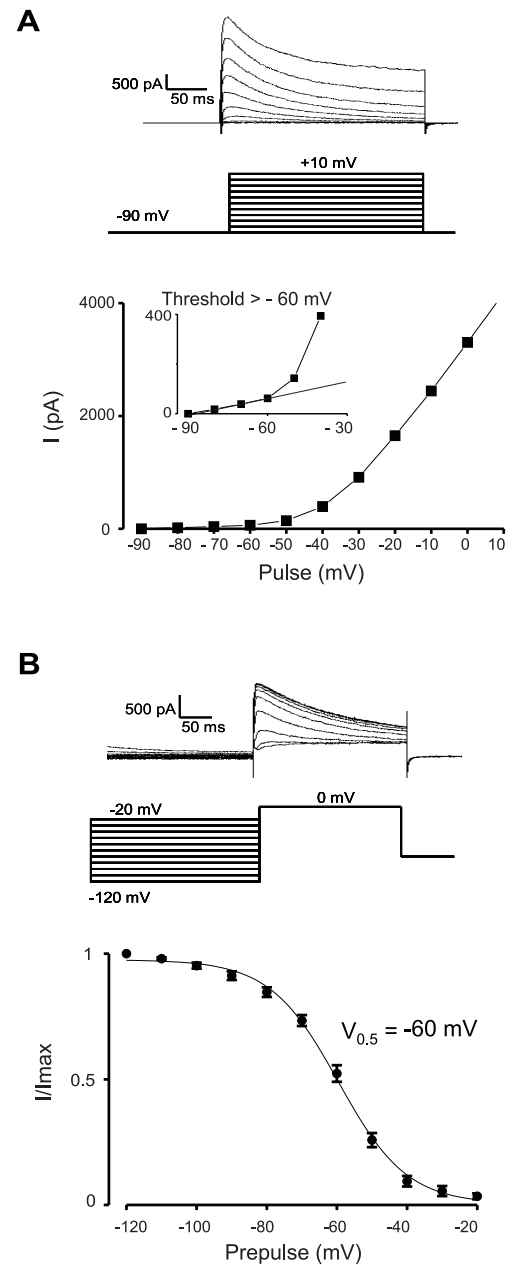 A
500 pA
50 ms
+10 mV
-90 mV
Threshold > - 60 mV
400
0
- 90
- 60
- 30
4000
2000
0
I (pA)
-90 -80 -70 -60 -50 -40 -30 -20 -10 0 10
Pulse (mV)
B
500 pA
50 ms
-20 mV
0 mV
-120 mV
1
0.5
0
I/Imax
V0.5 = -60 mV
-120 -100 -80 -60 -40 -20
Prepulse (mV)